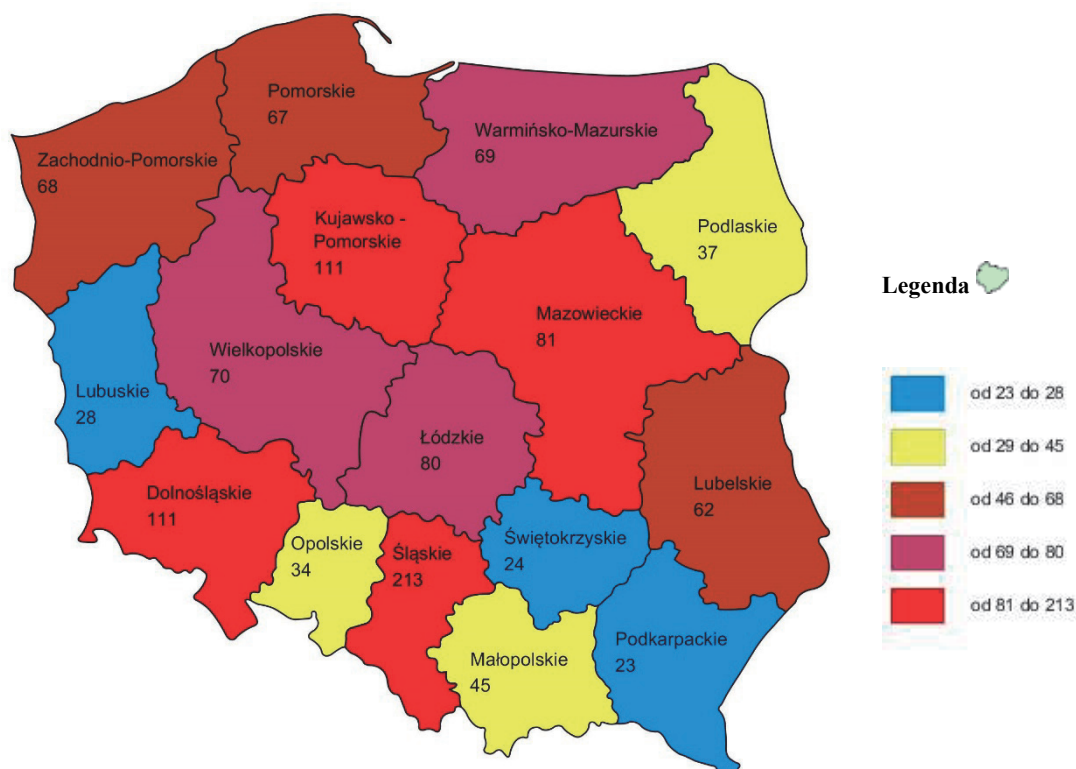 Pomorskie
67
Warmińsko-Mazurskie
69
Zachodnio-Pomorskie
68
Kujawsko -
Pomorskie
111
Podlaskie
37
Mazowieckie
81
Wielkopolskie
70
Lubuskie
28
Łódzkie
80
Dolnośląskie
111
Lubelskie
62
Opolskie
34
Śląskie
213
Świętokrzyskie
24
Małopolskie
45
Podkarpackie
23
Legenda
od 23 do 28
od 29 do 45
od 46 do 68
od 69 do 80
od 81 do 213